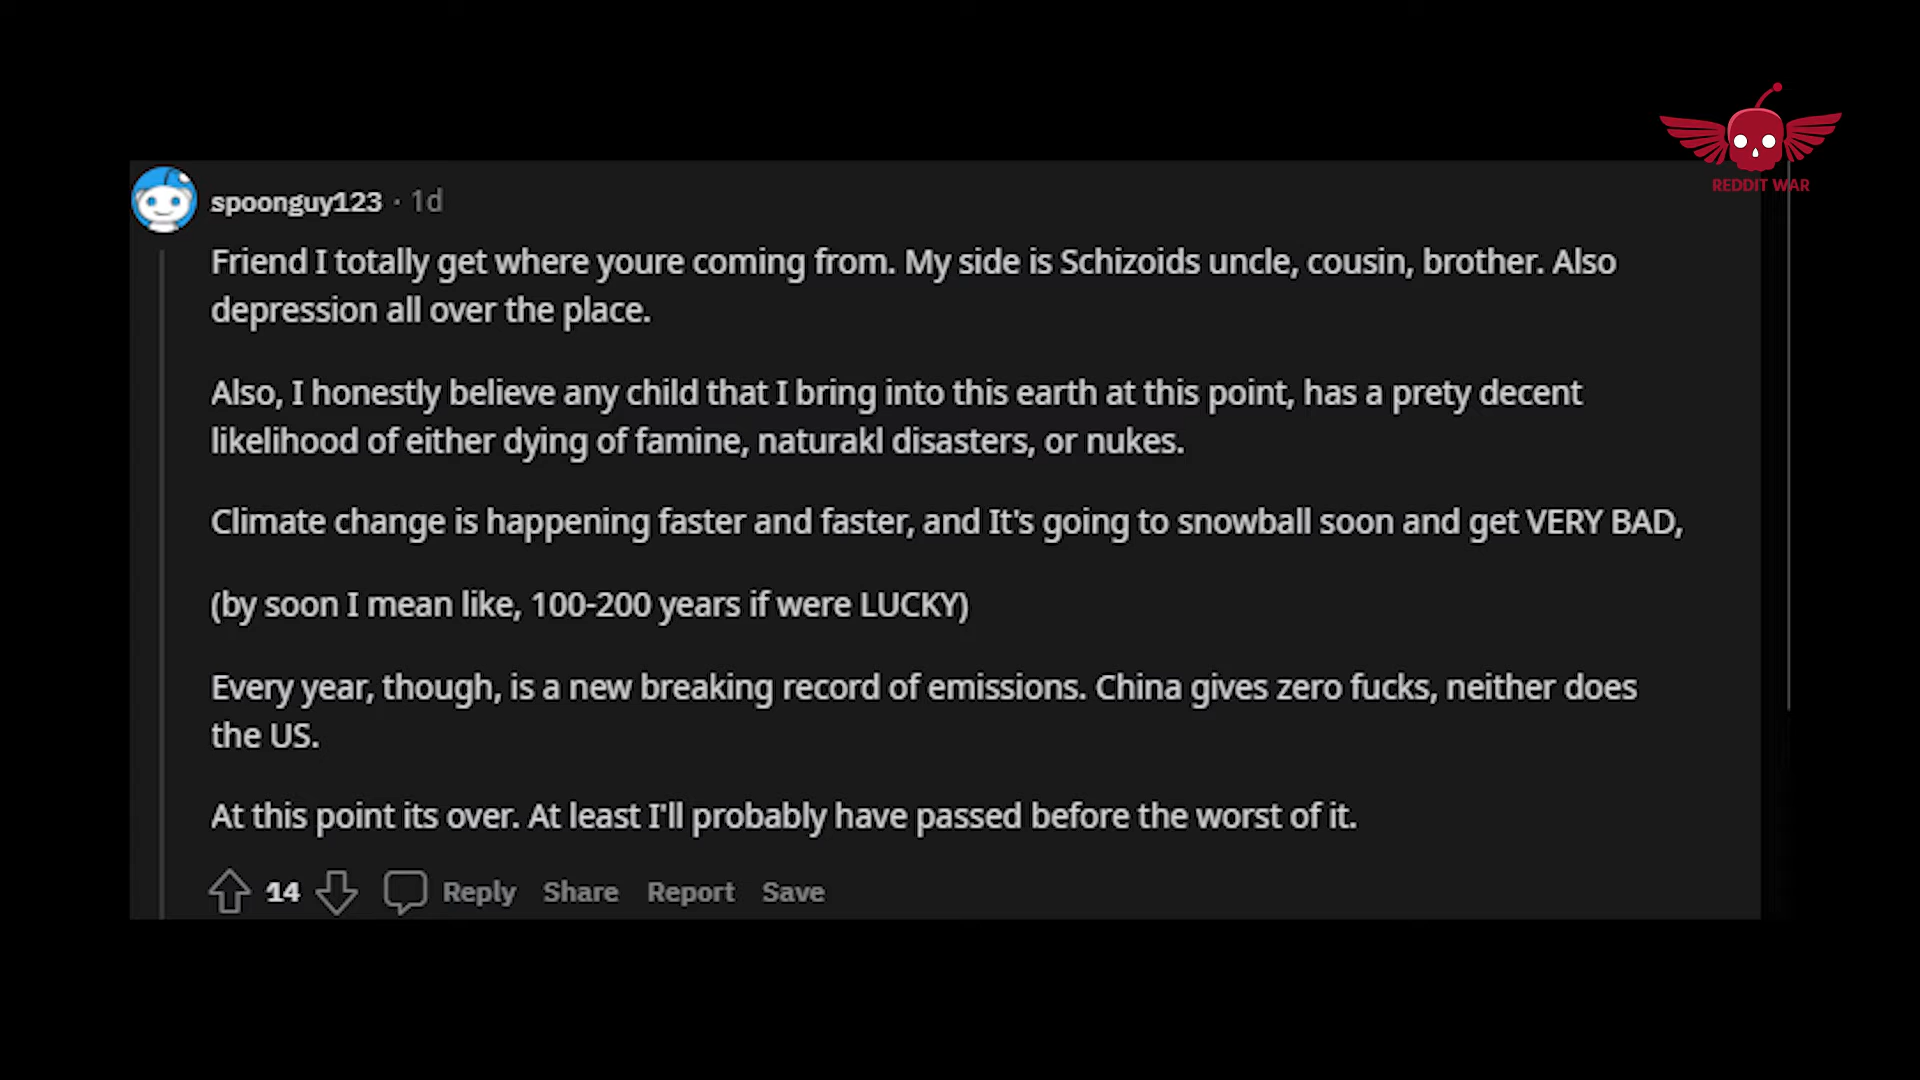 REDDIT WAR
spoonguy123 · 1d
Friend I totally get where youre coming from. My side is Schizoids uncle, cousin, brother. Also
depression all over the place.
Also, I honestly believe any child that I bring into this earth at this point, has a prety decent
likelihood of either dying of famine, naturakl disasters, or nukes.
Climate change is happening faster and faster, and It's going to snowball soon and get VERY BAD,
(by soon I mean like, 100-200 years if were LUCKY)
Every year, though, is a new breaking record of emissions. China gives zero fucks, neither does
the US.
At this point its over. At least I'll probably have passed before the worst of it.
14 Reply Share Report Save